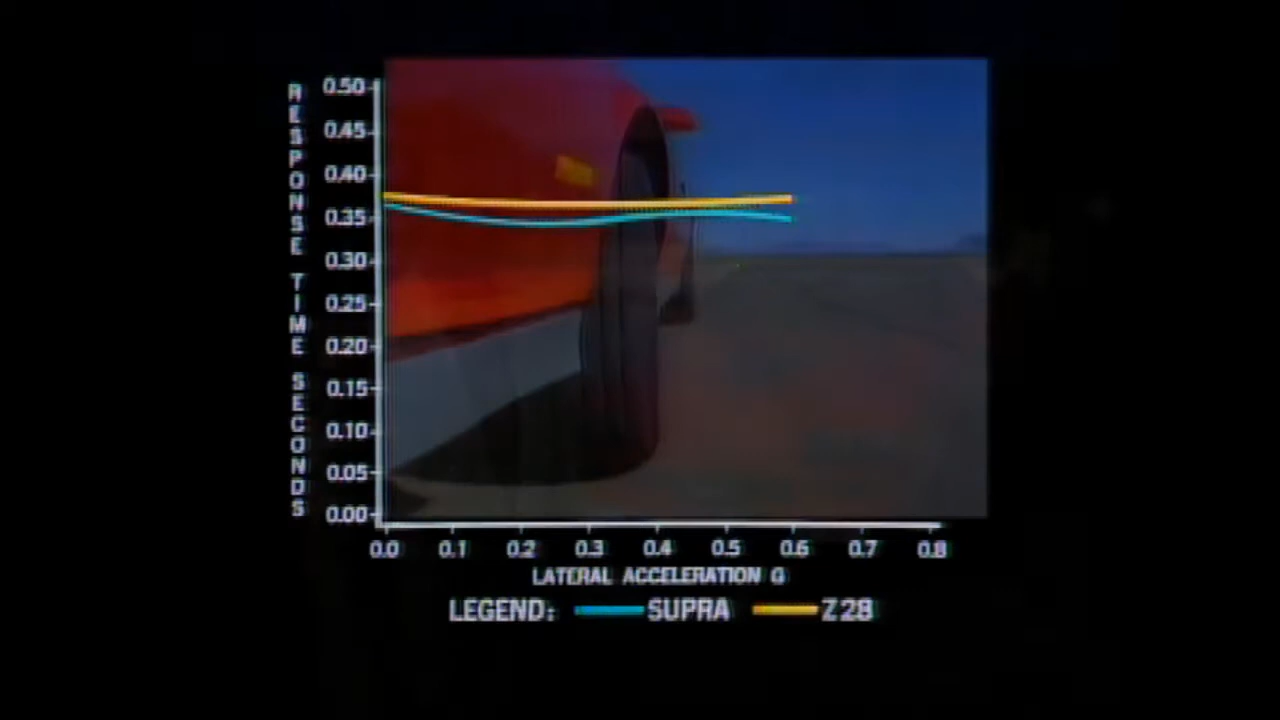 RESPONSE TIME SECONDS
0.50
0.45
0.40
0.35
0.30
0.25
0.20
0.15
0.10
0.05
0.00
0.0 0.1 0.2 0.3 0.4 0.5 0.6 0.7 0.8
LATERAL ACCELERATION G
LEGEND: SUPRA Z28